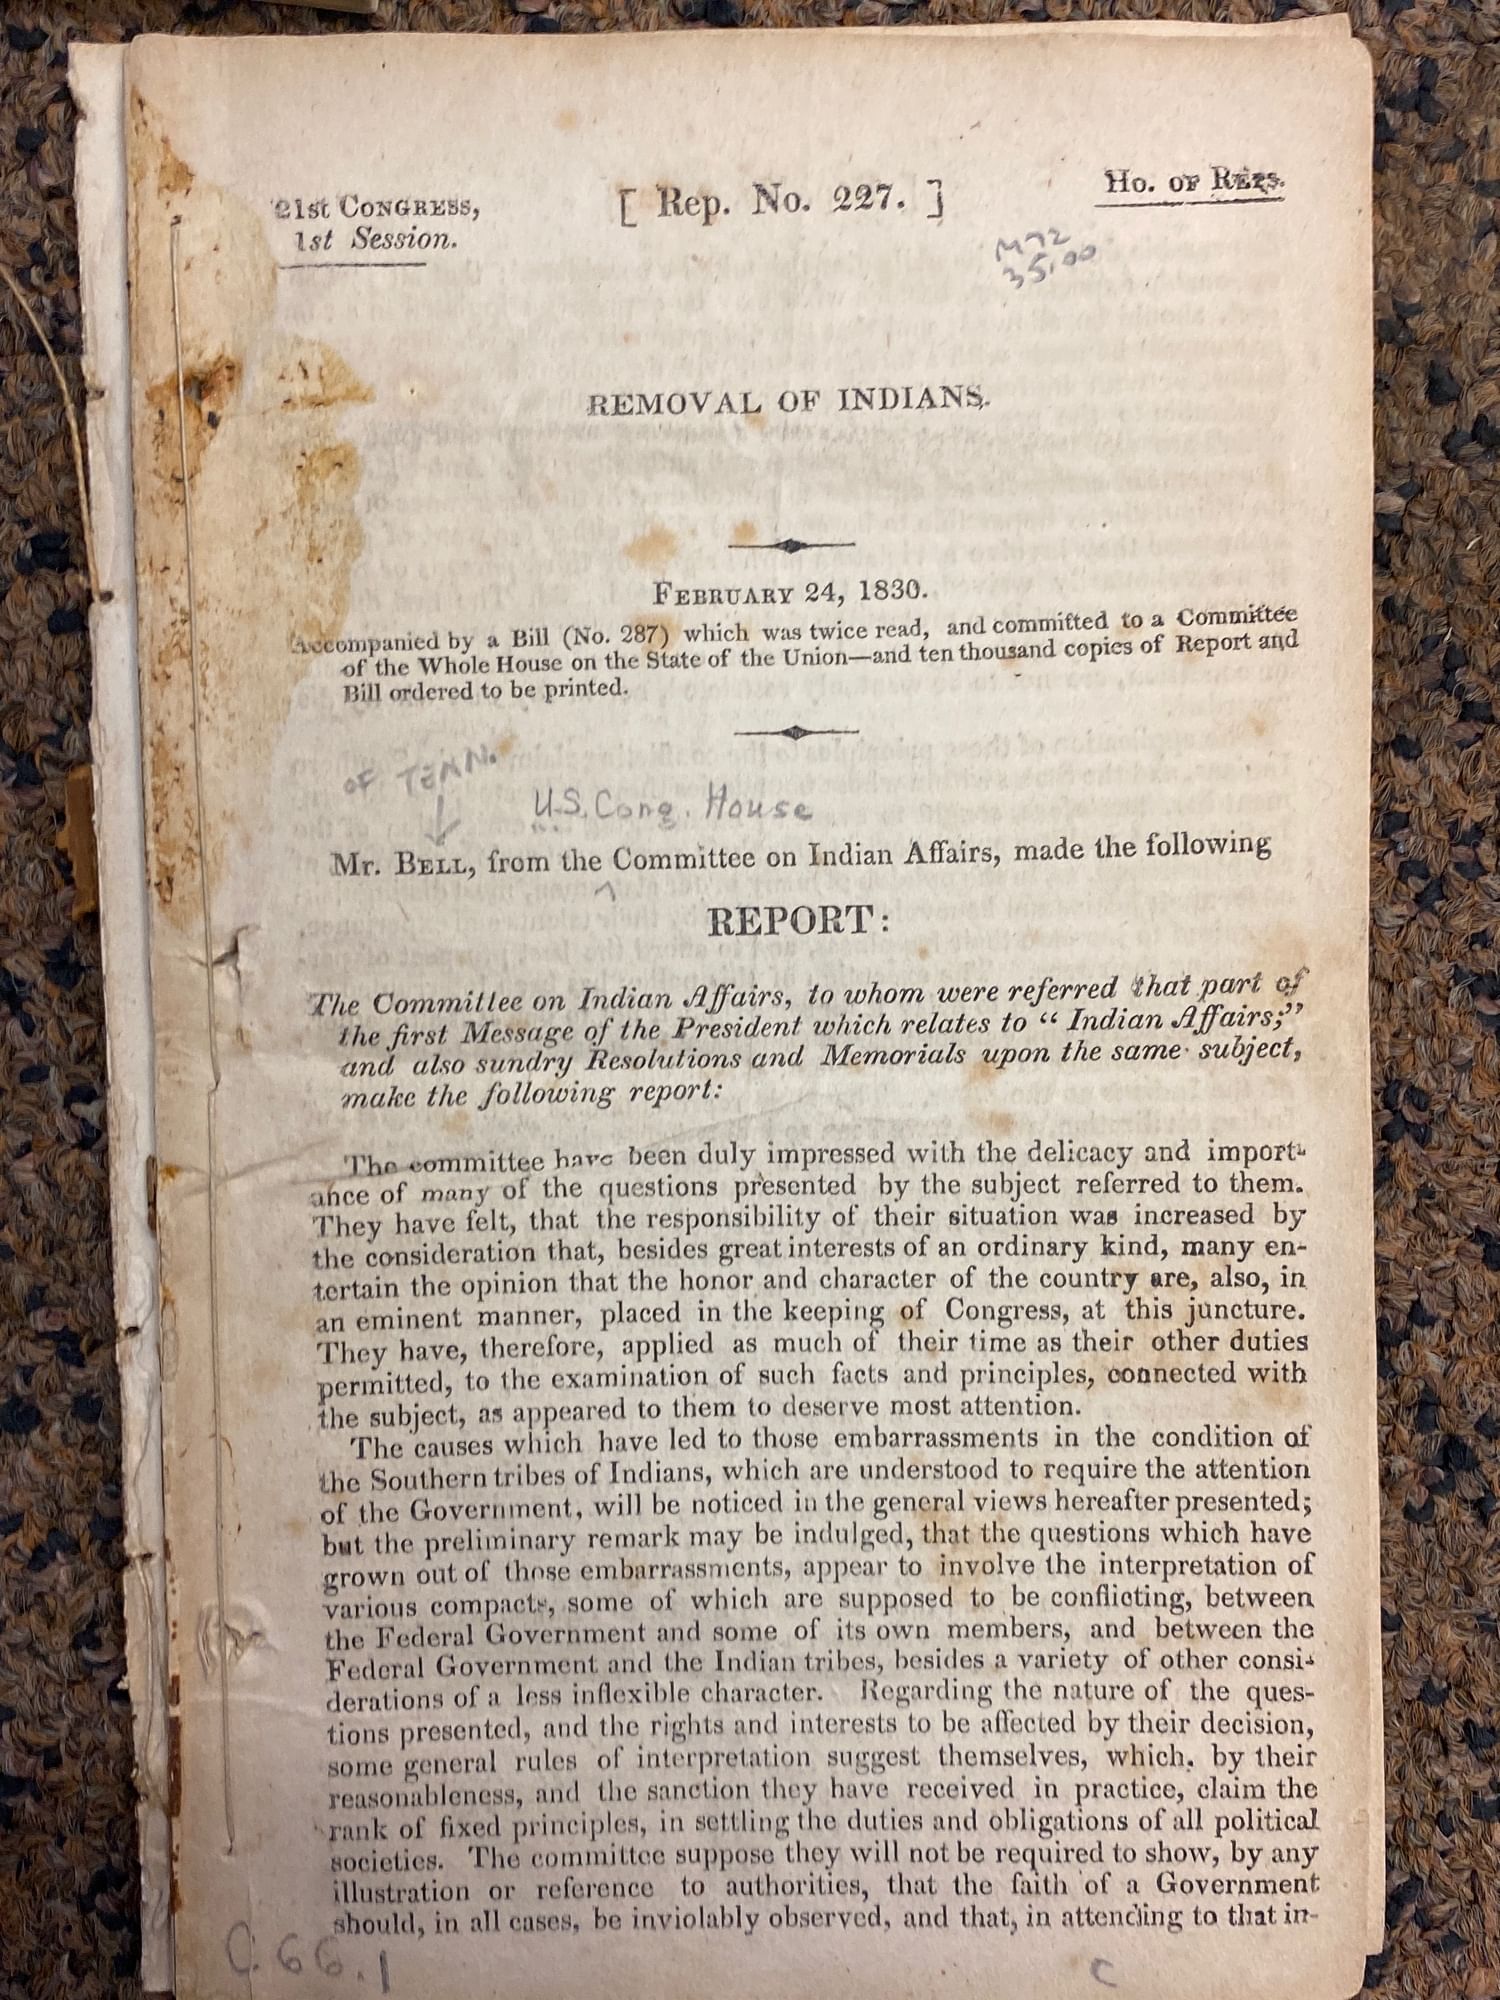 21st CONGRESS,
1st Session.
[ Rep. No. 227. ]
Ho. OF REPS.
M72
35.00
REMOVAL OF INDIANS.
FEBRUARY 24, 1830.
Accompanied by a Bill (No. 287) which was twice read, and committed to a Committee
of the Whole House on the State of the Union—and ten thousand copies of Report and
Bill ordered to be printed.
OF TENN.
U.S. Cong. House
Mr. BELL, from the Committee on Indian Affairs, made the following
REPORT:
The Committee on Indian Affairs, to whom were referred that part of
the first Message of the President which relates to “ Indian Affairs;”
and also sundry Resolutions and Memorials upon the same subject,
make the following report:
The committee have been duly impressed with the delicacy and import-
ance of many of the questions presented by the subject referred to them.
They have felt, that the responsibility of their situation was increased by
the consideration that, besides great interests of an ordinary kind, many en-
tertain the opinion that the honor and character of the country are, also, in
an eminent manner, placed in the keeping of Congress, at this juncture.
They have, therefore, applied as much of their time as their other duties
permitted, to the examination of such facts and principles, connected with
the subject, as appeared to them to deserve most attention.
The causes which have led to those embarrassments in the condition of
the Southern tribes of Indians, which are understood to require the attention
of the Government, will be noticed in the general views hereafter presented;
but the preliminary remark may be indulged, that the questions which have
grown out of those embarrassments, appear to involve the interpretation of
various compacts, some of which are supposed to be conflicting, between
the Federal Government and some of its own members, and between the
Federal Government and the Indian tribes, besides a variety of other consi-
derations of a less inflexible character. Regarding the nature of the ques-
tions presented, and the rights and interests to be affected by their decision,
some general rules of interpretation suggest themselves, which, by their
reasonableness, and the sanction they have received in practice, claim the
rank of fixed principles, in settling the duties and obligations of all political
societies. The committee suppose they will not be required to show, by any
illustration or reference to authorities, that the faith of a Government
should, in all cases, be inviolably observed, and that, in attending to that in-
C.66.1
C